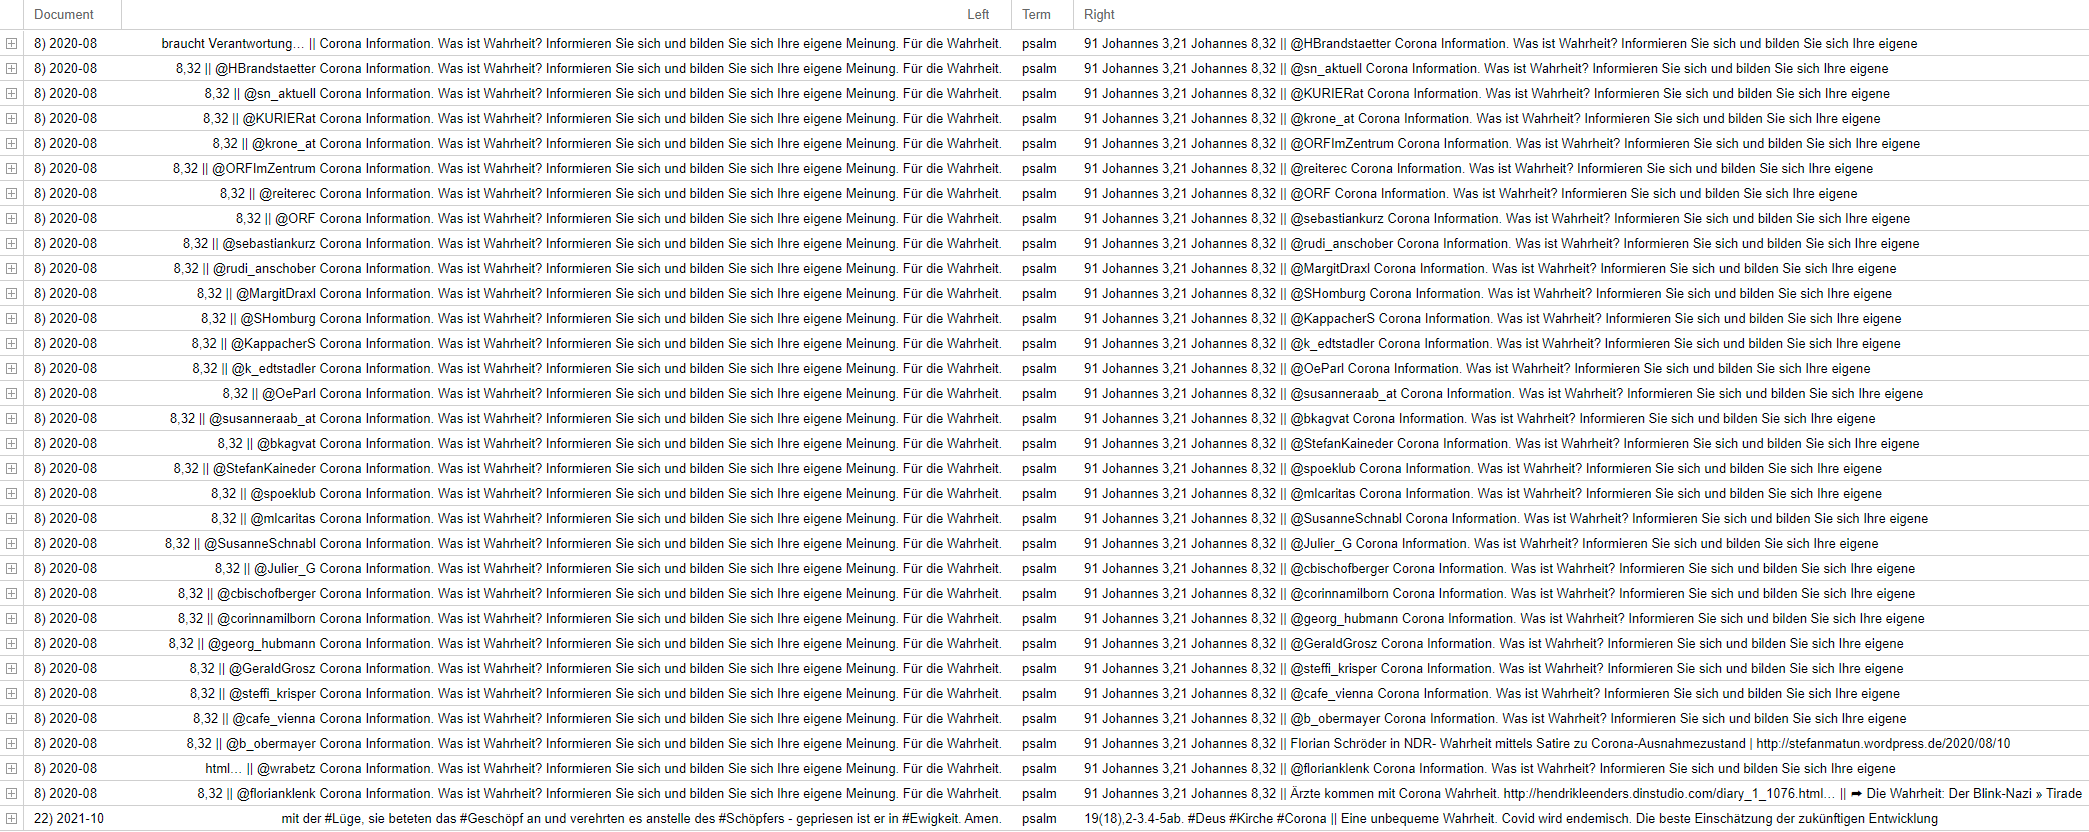 Document Left Term Right
8) 2020-08 braucht Verantwortung… || Corona Information. Was ist Wahrheit? Informieren Sie sich und bilden Sie sich Ihre eigene Meinung. Für die Wahrheit. psalm 91 Johannes 3,21 Johannes 8,32 || @HBrandstaetter Corona Information. Was ist Wahrheit? Informieren Sie sich und bilden Sie sich Ihre eigene
8) 2020-08 8,32 || @HBrandstaetter Corona Information. Was ist Wahrheit? Informieren Sie sich und bilden Sie sich Ihre eigene Meinung. Für die Wahrheit. psalm 91 Johannes 3,21 Johannes 8,32 || @sn_aktuell Corona Information. Was ist Wahrheit? Informieren Sie sich und bilden Sie sich Ihre eigene
8) 2020-08 8,32 || @sn_aktuell Corona Information. Was ist Wahrheit? Informieren Sie sich und bilden Sie sich Ihre eigene Meinung. Für die Wahrheit. psalm 91 Johannes 3,21 Johannes 8,32 || @KURIERat Corona Information. Was ist Wahrheit? Informieren Sie sich und bilden Sie sich Ihre eigene
8) 2020-08 8,32 || @KURIERat Corona Information. Was ist Wahrheit? Informieren Sie sich und bilden Sie sich Ihre eigene Meinung. Für die Wahrheit. psalm 91 Johannes 3,21 Johannes 8,32 || @krone_at Corona Information. Was ist Wahrheit? Informieren Sie sich und bilden Sie sich Ihre eigene
8) 2020-08 8,32 || @krone_at Corona Information. Was ist Wahrheit? Informieren Sie sich und bilden Sie sich Ihre eigene Meinung. Für die Wahrheit. psalm 91 Johannes 3,21 Johannes 8,32 || @ORFImZentrum Corona Information. Was ist Wahrheit? Informieren Sie sich und bilden Sie sich Ihre eigene
8) 2020-08 8,32 || @ORFImZentrum Corona Information. Was ist Wahrheit? Informieren Sie sich und bilden Sie sich Ihre eigene Meinung. Für die Wahrheit. psalm 91 Johannes 3,21 Johannes 8,32 || @reiterec Corona Information. Was ist Wahrheit? Informieren Sie sich und bilden Sie sich Ihre eigene
8) 2020-08 8,32 || @reiterec Corona Information. Was ist Wahrheit? Informieren Sie sich und bilden Sie sich Ihre eigene Meinung. Für die Wahrheit. psalm 91 Johannes 3,21 Johannes 8,32 || @ORF Corona Information. Was ist Wahrheit? Informieren Sie sich und bilden Sie sich Ihre eigene
8) 2020-08 8,32 || @ORF Corona Information. Was ist Wahrheit? Informieren Sie sich und bilden Sie sich Ihre eigene Meinung. Für die Wahrheit. psalm 91 Johannes 3,21 Johannes 8,32 || @sebastiankurz Corona Information. Was ist Wahrheit? Informieren Sie sich und bilden Sie sich Ihre eigene
8) 2020-08 8,32 || @sebastiankurz Corona Information. Was ist Wahrheit? Informieren Sie sich und bilden Sie sich Ihre eigene Meinung. Für die Wahrheit. psalm 91 Johannes 3,21 Johannes 8,32 || @rudi_anschober Corona Information. Was ist Wahrheit? Informieren Sie sich und bilden Sie sich Ihre eigene
8) 2020-08 8,32 || @rudi_anschober Corona Information. Was ist Wahrheit? Informieren Sie sich und bilden Sie sich Ihre eigene Meinung. Für die Wahrheit. psalm 91 Johannes 3,21 Johannes 8,32 || @MargitDraxl Corona Information. Was ist Wahrheit? Informieren Sie sich und bilden Sie sich Ihre eigene
8) 2020-08 8,32 || @MargitDraxl Corona Information. Was ist Wahrheit? Informieren Sie sich und bilden Sie sich Ihre eigene Meinung. Für die Wahrheit. psalm 91 Johannes 3,21 Johannes 8,32 || @SHomburg Corona Information. Was ist Wahrheit? Informieren Sie sich und bilden Sie sich Ihre eigene
8) 2020-08 8,32 || @SHomburg Corona Information. Was ist Wahrheit? Informieren Sie sich und bilden Sie sich Ihre eigene Meinung. Für die Wahrheit. psalm 91 Johannes 3,21 Johannes 8,32 || @KappacherS Corona Information. Was ist Wahrheit? Informieren Sie sich und bilden Sie sich Ihre eigene
8) 2020-08 8,32 || @KappacherS Corona Information. Was ist Wahrheit? Informieren Sie sich und bilden Sie sich Ihre eigene Meinung. Für die Wahrheit. psalm 91 Johannes 3,21 Johannes 8,32 || @k_edtstadler Corona Information. Was ist Wahrheit? Informieren Sie sich und bilden Sie sich Ihre eigene
8) 2020-08 8,32 || @k_edtstadler Corona Information. Was ist Wahrheit? Informieren Sie sich und bilden Sie sich Ihre eigene Meinung. Für die Wahrheit. psalm 91 Johannes 3,21 Johannes 8,32 || @OeParl Corona Information. Was ist Wahrheit? Informieren Sie sich und bilden Sie sich Ihre eigene
8) 2020-08 8,32 || @OeParl Corona Information. Was ist Wahrheit? Informieren Sie sich und bilden Sie sich Ihre eigene Meinung. Für die Wahrheit. psalm 91 Johannes 3,21 Johannes 8,32 || @susanneraab_at Corona Information. Was ist Wahrheit? Informieren Sie sich und bilden Sie sich Ihre eigene
8) 2020-08 8,32 || @susanneraab_at Corona Information. Was ist Wahrheit? Informieren Sie sich und bilden Sie sich Ihre eigene Meinung. Für die Wahrheit. psalm 91 Johannes 3,21 Johannes 8,32 || @bkagvat Corona Information. Was ist Wahrheit? Informieren Sie sich und bilden Sie sich Ihre eigene
8) 2020-08 8,32 || @bkagvat Corona Information. Was ist Wahrheit? Informieren Sie sich und bilden Sie sich Ihre eigene Meinung. Für die Wahrheit. psalm 91 Johannes 3,21 Johannes 8,32 || @StefanKaineder Corona Information. Was ist Wahrheit? Informieren Sie sich und bilden Sie sich Ihre eigene
8) 2020-08 8,32 || @StefanKaineder Corona Information. Was ist Wahrheit? Informieren Sie sich und bilden Sie sich Ihre eigene Meinung. Für die Wahrheit. psalm 91 Johannes 3,21 Johannes 8,32 || @spoeklub Corona Information. Was ist Wahrheit? Informieren Sie sich und bilden Sie sich Ihre eigene
8) 2020-08 8,32 || @spoeklub Corona Information. Was ist Wahrheit? Informieren Sie sich und bilden Sie sich Ihre eigene Meinung. Für die Wahrheit. psalm 91 Johannes 3,21 Johannes 8,32 || @mlcaritas Corona Information. Was ist Wahrheit? Informieren Sie sich und bilden Sie sich Ihre eigene
8) 2020-08 8,32 || @mlcaritas Corona Information. Was ist Wahrheit? Informieren Sie sich und bilden Sie sich Ihre eigene Meinung. Für die Wahrheit. psalm 91 Johannes 3,21 Johannes 8,32 || @SusanneSchnabl Corona Information. Was ist Wahrheit? Informieren Sie sich und bilden Sie sich Ihre eigene
8) 2020-08 8,32 || @SusanneSchnabl Corona Information. Was ist Wahrheit? Informieren Sie sich und bilden Sie sich Ihre eigene Meinung. Für die Wahrheit. psalm 91 Johannes 3,21 Johannes 8,32 || @Julier_G Corona Information. Was ist Wahrheit? Informieren Sie sich und bilden Sie sich Ihre eigene
8) 2020-08 8,32 || @Julier_G Corona Information. Was ist Wahrheit? Informieren Sie sich und bilden Sie sich Ihre eigene Meinung. Für die Wahrheit. psalm 91 Johannes 3,21 Johannes 8,32 || @cbischofberger Corona Information. Was ist Wahrheit? Informieren Sie sich und bilden Sie sich Ihre eigene
8) 2020-08 8,32 || @cbischofberger Corona Information. Was ist Wahrheit? Informieren Sie sich und bilden Sie sich Ihre eigene Meinung. Für die Wahrheit. psalm 91 Johannes 3,21 Johannes 8,32 || @corinnamilborn Corona Information. Was ist Wahrheit? Informieren Sie sich und bilden Sie sich Ihre eigene
8) 2020-08 8,32 || @corinnamilborn Corona Information. Was ist Wahrheit? Informieren Sie sich und bilden Sie sich Ihre eigene Meinung. Für die Wahrheit. psalm 91 Johannes 3,21 Johannes 8,32 || @georg_hubmann Corona Information. Was ist Wahrheit? Informieren Sie sich und bilden Sie sich Ihre eigene
8) 2020-08 8,32 || @georg_hubmann Corona Information. Was ist Wahrheit? Informieren Sie sich und bilden Sie sich Ihre eigene Meinung. Für die Wahrheit. psalm 91 Johannes 3,21 Johannes 8,32 || @GeraldGrosz Corona Information. Was ist Wahrheit? Informieren Sie sich und bilden Sie sich Ihre eigene
8) 2020-08 8,32 || @GeraldGrosz Corona Information. Was ist Wahrheit? Informieren Sie sich und bilden Sie sich Ihre eigene Meinung. Für die Wahrheit. psalm 91 Johannes 3,21 Johannes 8,32 || @steffi_krisper Corona Information. Was ist Wahrheit? Informieren Sie sich und bilden Sie sich Ihre eigene
8) 2020-08 8,32 || @steffi_krisper Corona Information. Was ist Wahrheit? Informieren Sie sich und bilden Sie sich Ihre eigene Meinung. Für die Wahrheit. psalm 91 Johannes 3,21 Johannes 8,32 || @cafe_vienna Corona Information. Was ist Wahrheit? Informieren Sie sich und bilden Sie sich Ihre eigene
8) 2020-08 8,32 || @cafe_vienna Corona Information. Was ist Wahrheit? Informieren Sie sich und bilden Sie sich Ihre eigene Meinung. Für die Wahrheit. psalm 91 Johannes 3,21 Johannes 8,32 || @b_obermayer Corona Information. Was ist Wahrheit? Informieren Sie sich und bilden Sie sich Ihre eigene
8) 2020-08 8,32 || @b_obermayer Corona Information. Was ist Wahrheit? Informieren Sie sich und bilden Sie sich Ihre eigene Meinung. Für die Wahrheit. psalm 91 Johannes 3,21 Johannes 8,32 || Florian Schröder in NDR- Wahrheit mittels Satire zu Corona-Ausnahmezustand | http://stefanmatun.wordpress.de/2020/08/10
8) 2020-08 html… || @wrabetz Corona Information. Was ist Wahrheit? Informieren Sie sich und bilden Sie sich Ihre eigene Meinung. Für die Wahrheit. psalm 91 Johannes 3,21 Johannes 8,32 || @florianklenk Corona Information. Was ist Wahrheit? Informieren Sie sich und bilden Sie sich Ihre eigene
8) 2020-08 8,32 || @florianklenk Corona Information. Was ist Wahrheit? Informieren Sie sich und bilden Sie sich Ihre eigene Meinung. Für die Wahrheit. psalm 91 Johannes 3,21 Johannes 8,32 || Ärzte kommen mit Corona Wahrheit. http://hendrikleenders.dinstudio.com/diary_1_1076.html… || ➦ Die Wahrheit: Der Blink-Nazi » Tirade
22) 2021-10 mit der #Lüge, sie beteten das #Geschöpf an und verehrten es anstelle des #Schöpfers - gepriesen ist er in #Ewigkeit. Amen. psalm 19(18),2-3.4-5ab. #Deus #Kirche #Corona || Eine unbequeme Wahrheit. Covid wird endemisch. Die beste Einschätzung der zukünftigen Entwicklung